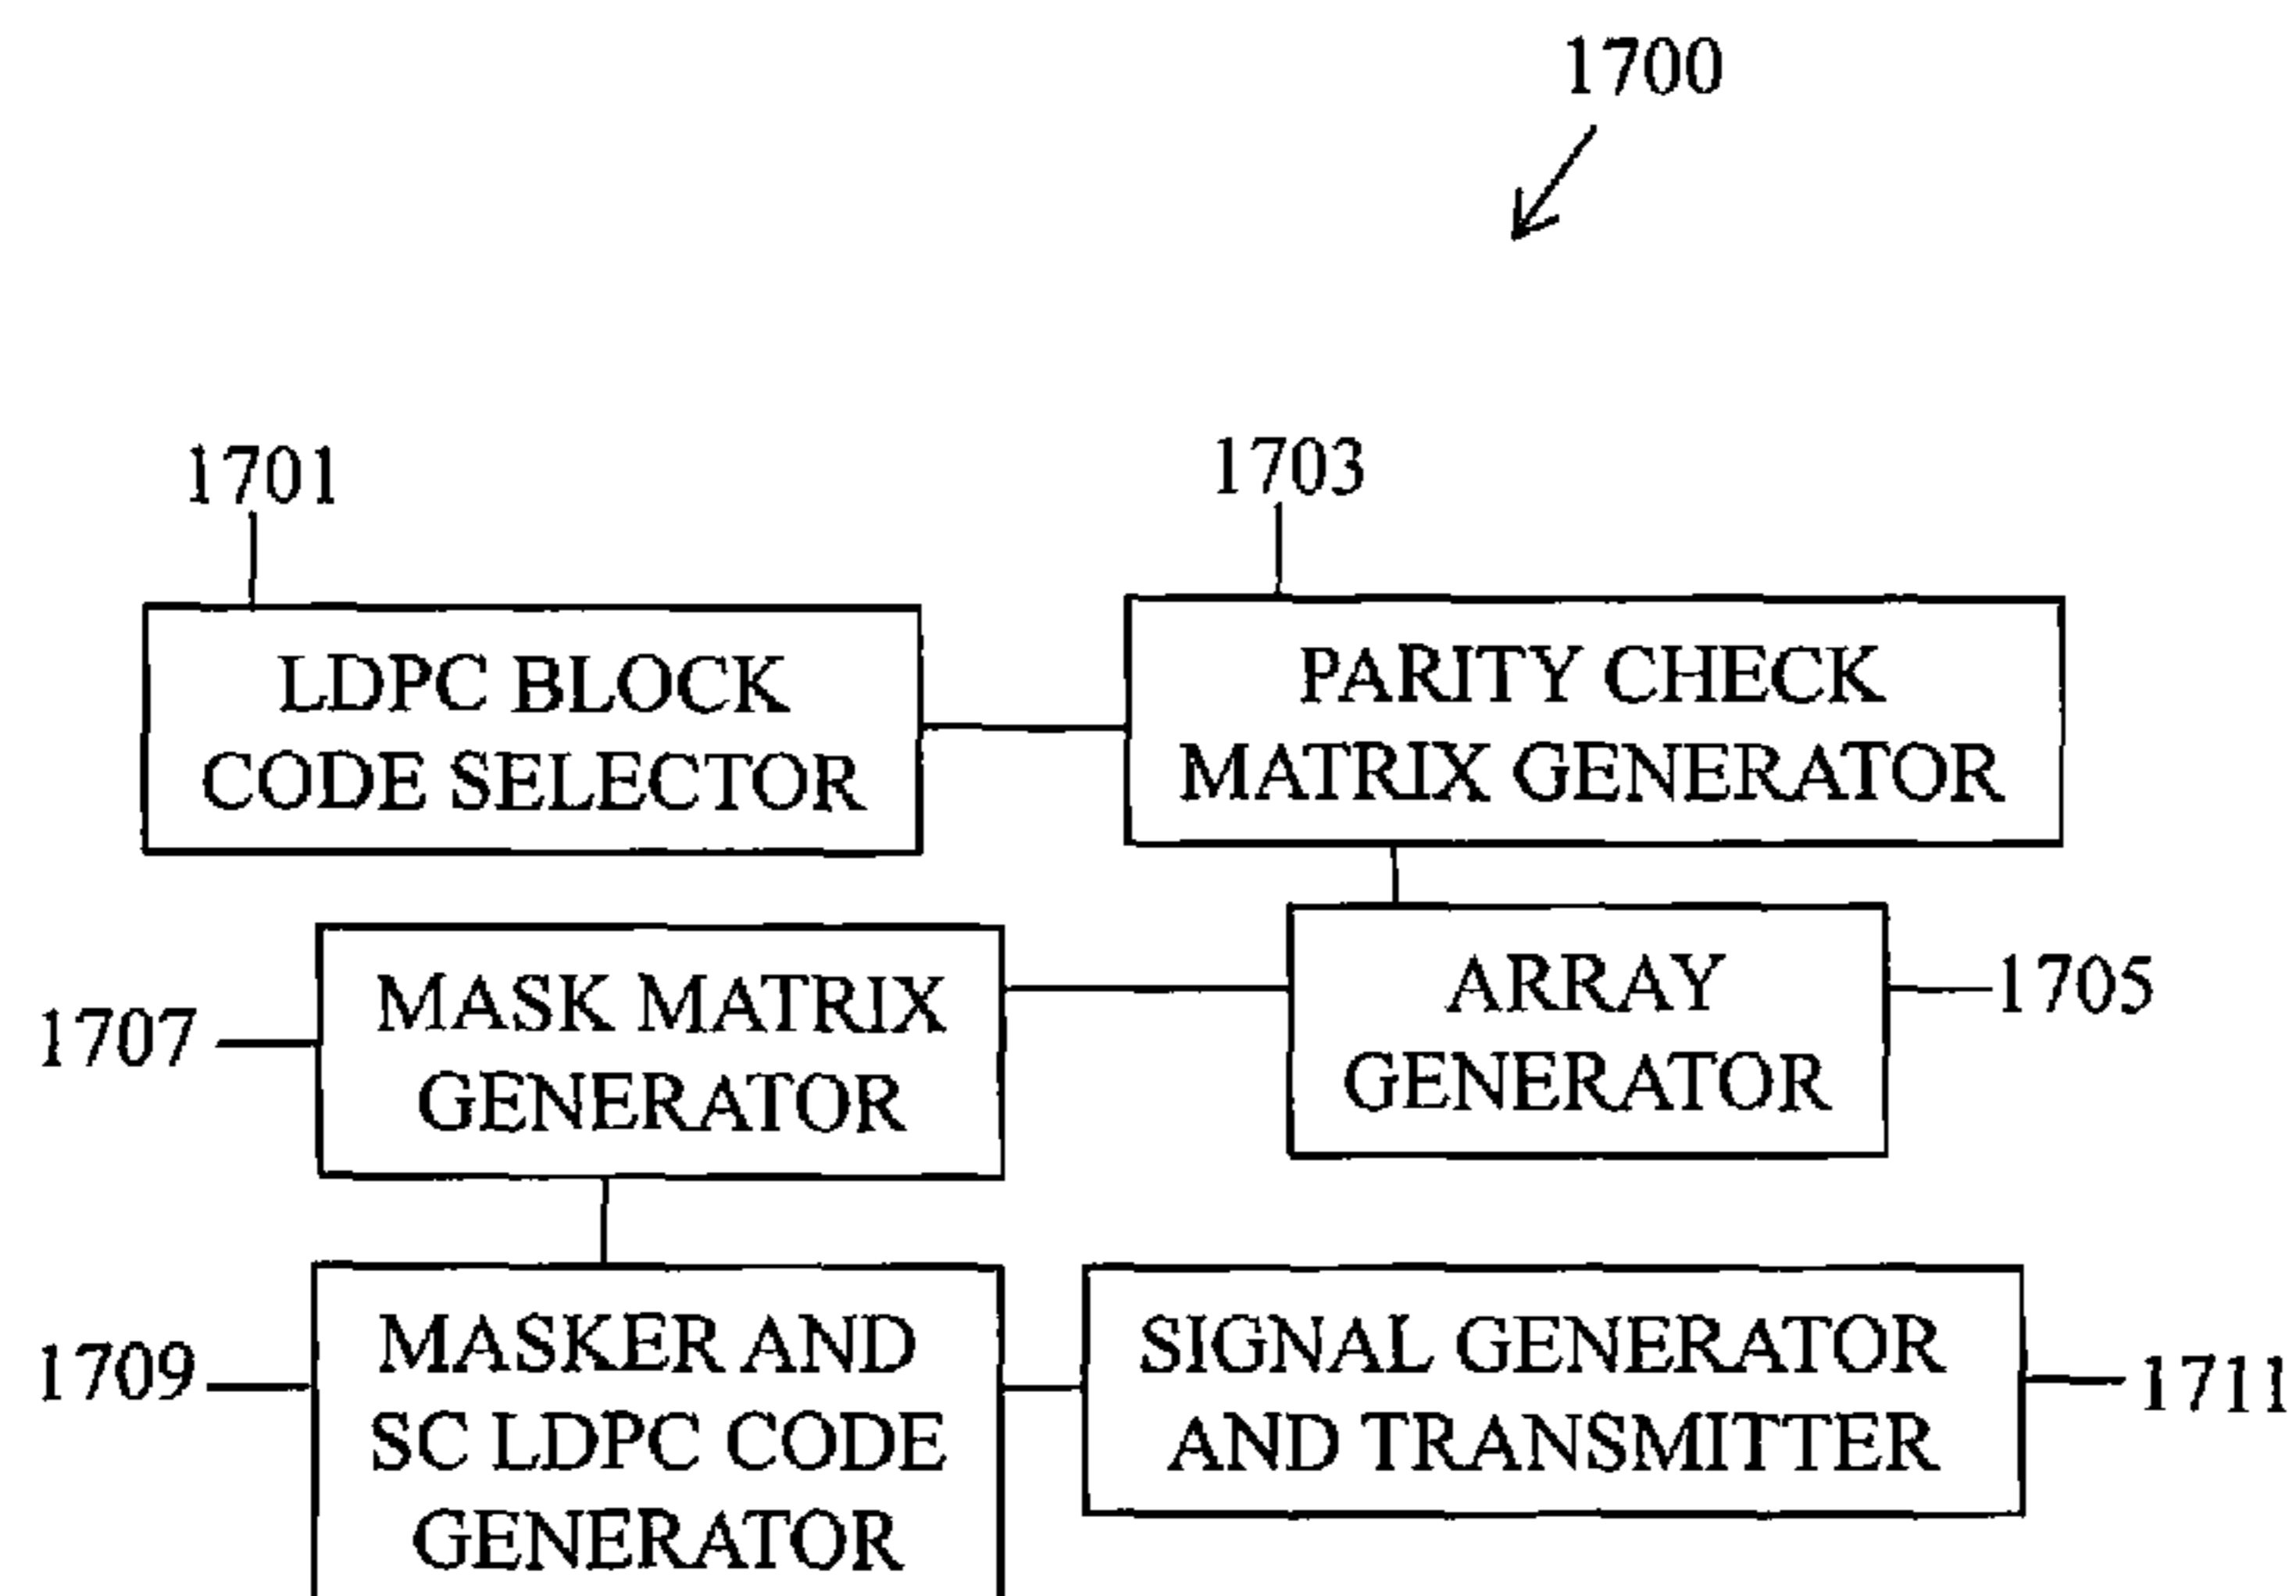 1700
1701
1703
LDPC BLOCK
CODE SELECTOR
PARITY CHECK
MATRIX GENERATOR
1707
MASK MATRIX
GENERATOR
ARRAY
GENERATOR
1705
1709
MASKER AND
SC LDPC CODE
GENERATOR
SIGNAL GENERATOR
AND TRANSMITTER
1711